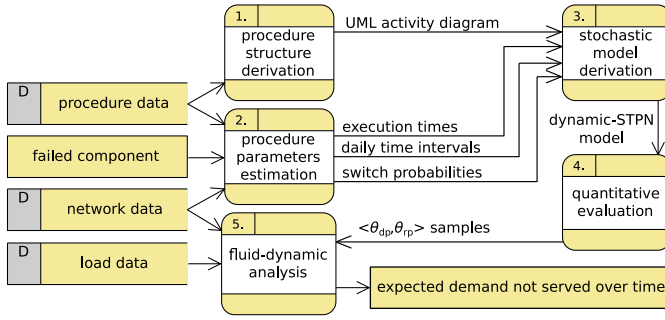 1.
procedure
structure
derivation
UML activity diagram
3.
stochastic
model
derivation
D
procedure data
2.
procedure
parameters
estimation
execution times
daily time intervals
switch probabilities
failed component
dynamic-STPN
model
D
network data
4.
quantitative
evaluation
5.
fluid-dynamic
analysis
<θdp,θrp> samples
D
load data
expected demand not served over time